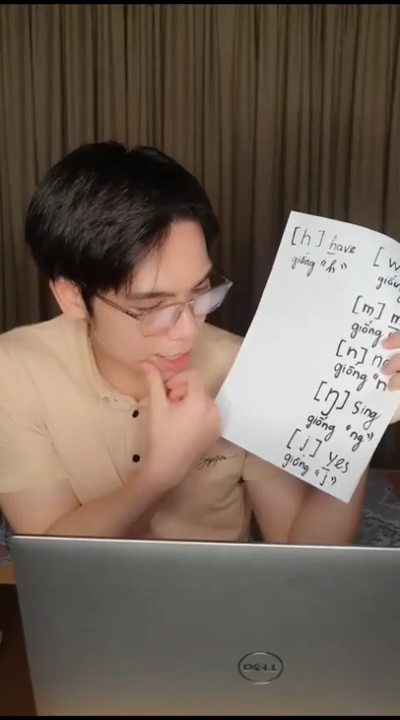 [h] have
giống "h"
[w
[m] m
giống
[n]
giống "n
[ŋ] sing
giống "ng"
[j] yes
giống "j"
DELL